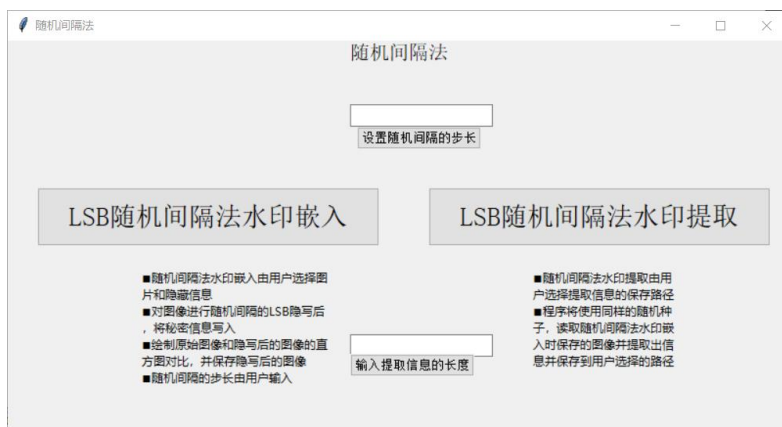 随机间隔法
随机间隔法
设置随机间隔的步长
LSB随机间隔法水印嵌入
LSB随机间隔法水印提取
■随机间隔法水印嵌入由用户选择图
片和隐藏信息
■对图像进行随机间隔的LSB隐写后
，将秘密信息写入
■绘制原始图像和隐写后的图像的直
方图对比，并保存隐写后的图像
■随机间隔的步长由用户输入
■随机间隔法水印提取由用
户选择提取信息的保存路径
■程序将使用同样的随机种
子，读取随机间隔法水印嵌
入时保存的图像并提取出信
息并保存到用户选择的路径
输入提取信息的长度